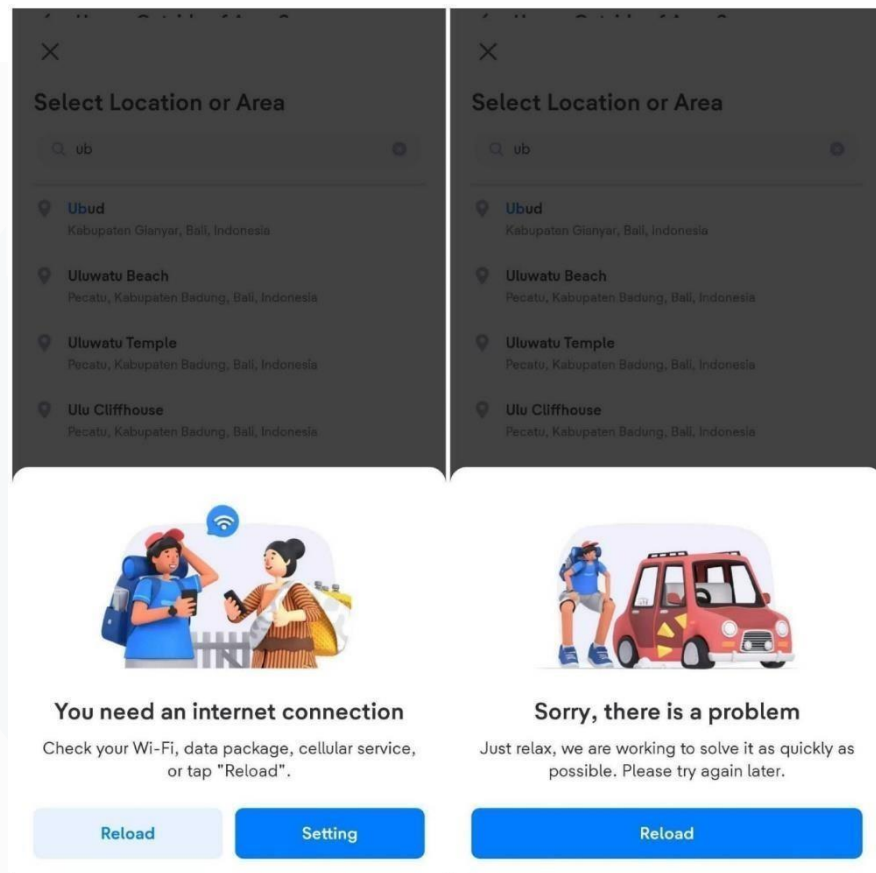 Select Location or Area
ub
Ubud
Kabupaten Gianyar, Bali, Indonesia
Uluwatu Beach
Pecatu, Kabupaten Badung, Bali, Indonesia
Uluwatu Temple
Pecatu, Kabupaten Badung, Bali, Indonesia
Ulu Cliffhouse
Pecatu, Kabupaten Badung, Bali, Indonesia
You need an internet connection
Check your Wi-Fi, data package, cellular service,
or tap "Reload".
Reload
Setting
Select Location or Area
ub
Ubud
Kabupaten Gianyar, Bali, Indonesia
Uluwatu Beach
Pecatu, Kabupaten Badung, Bali, Indonesia
Uluwatu Temple
Pecatu, Kabupaten Badung, Bali, Indonesia
Ulu Cliffhouse
Pecatu, Kabupaten Badung, Bali, Indonesia
Sorry, there is a problem
Just relax, we are working to solve it as quickly as
possible. Please try again later.
Reload